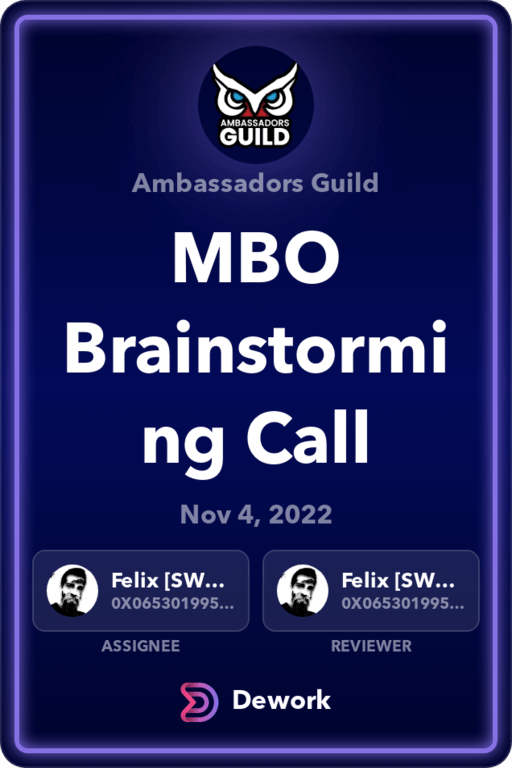 AMBASSADORS
GUILD
Ambassadors Guild
MBO
Brainstormi
ng Call
Nov 4, 2022
Felix [SW...
0X065301995...
Felix [SW...
0X065301995...
ASSIGNEE
REVIEWER
Dework